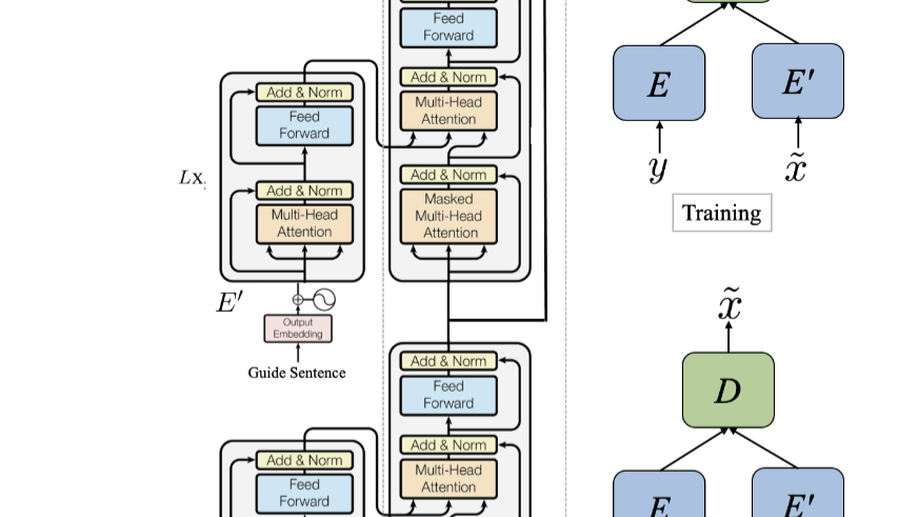 Feed
Forward
Add & Norm
Multi-Head
Attention
Add & Norm
Masked
Multi-Head
Attention
Add & Norm
Feed
Forward
Add & Norm
Multi-Head
Attention
Lx
E'
Output
Embedding
Guide Sentence
Add & Norm
Feed
Forward
Add & Norm
Multi-Head
Attention
Add & Norm
Feed
Forward
E
E'
y
x̃
Training
x̃
D
E
E'